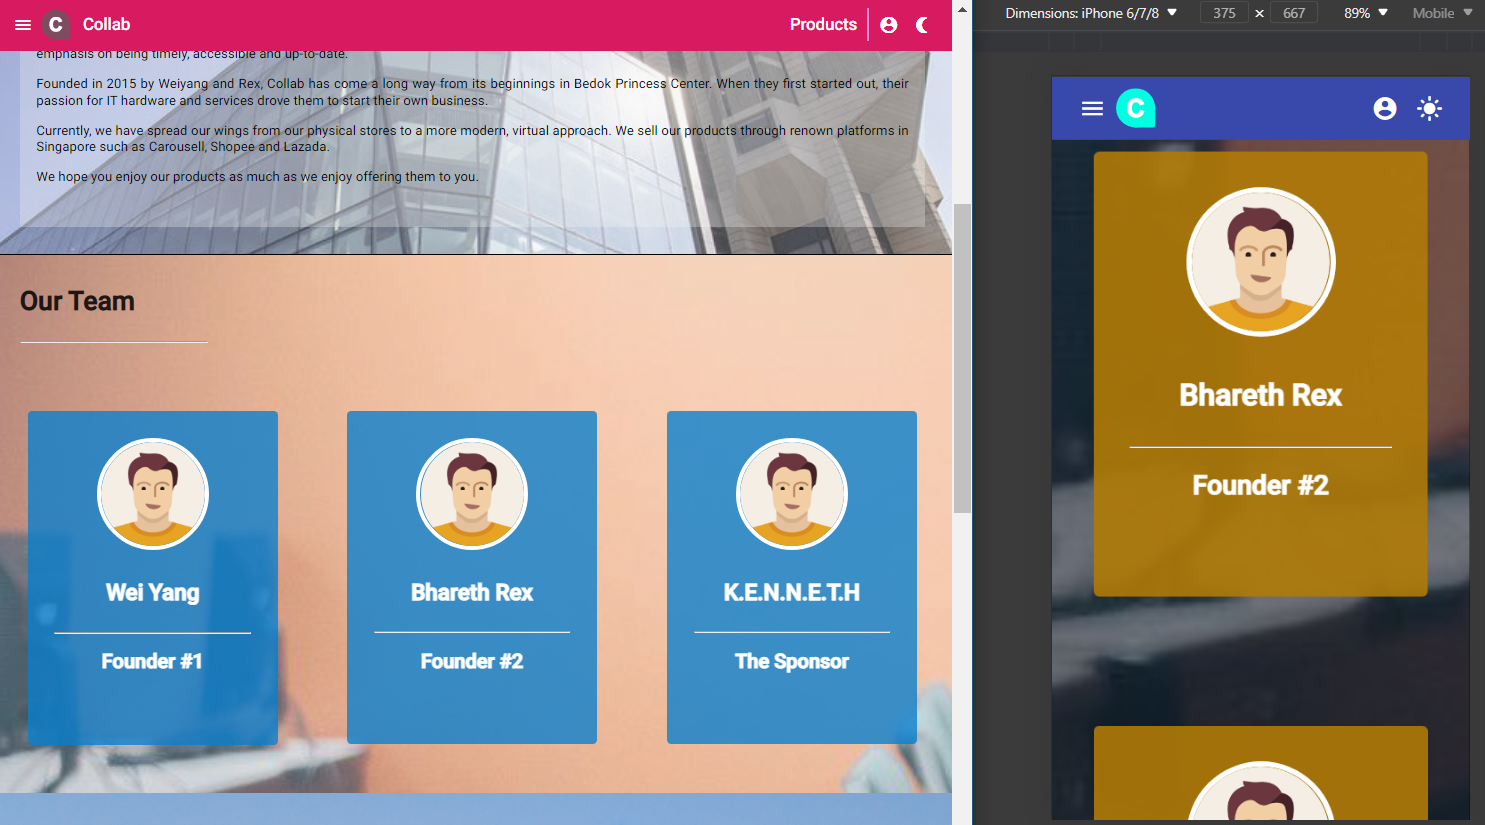 C Collab
Products
emphasis on being timely, accessible and up-to-date.
Founded in 2015 by Weiyang and Rex, Collab has come a long way from its beginnings in Bedok Princess Center. When they first started out, their
passion for IT hardware and services drove them to start their own business.
Currently, we have spread our wings from our physical stores to a more modern, virtual approach. We sell our products through renown platforms in
Singapore such as Carousell, Shopee and Lazada.
We hope you enjoy our products as much as we enjoy offering them to you.
Our Team
Wei Yang
Founder #1
Bhareth Rex
Founder #2
K.E.N.N.E.T.H
The Sponsor
Dimensions: iPhone 6/7/8 375 × 667 89% Mobile
C
Bhareth Rex
Founder #2